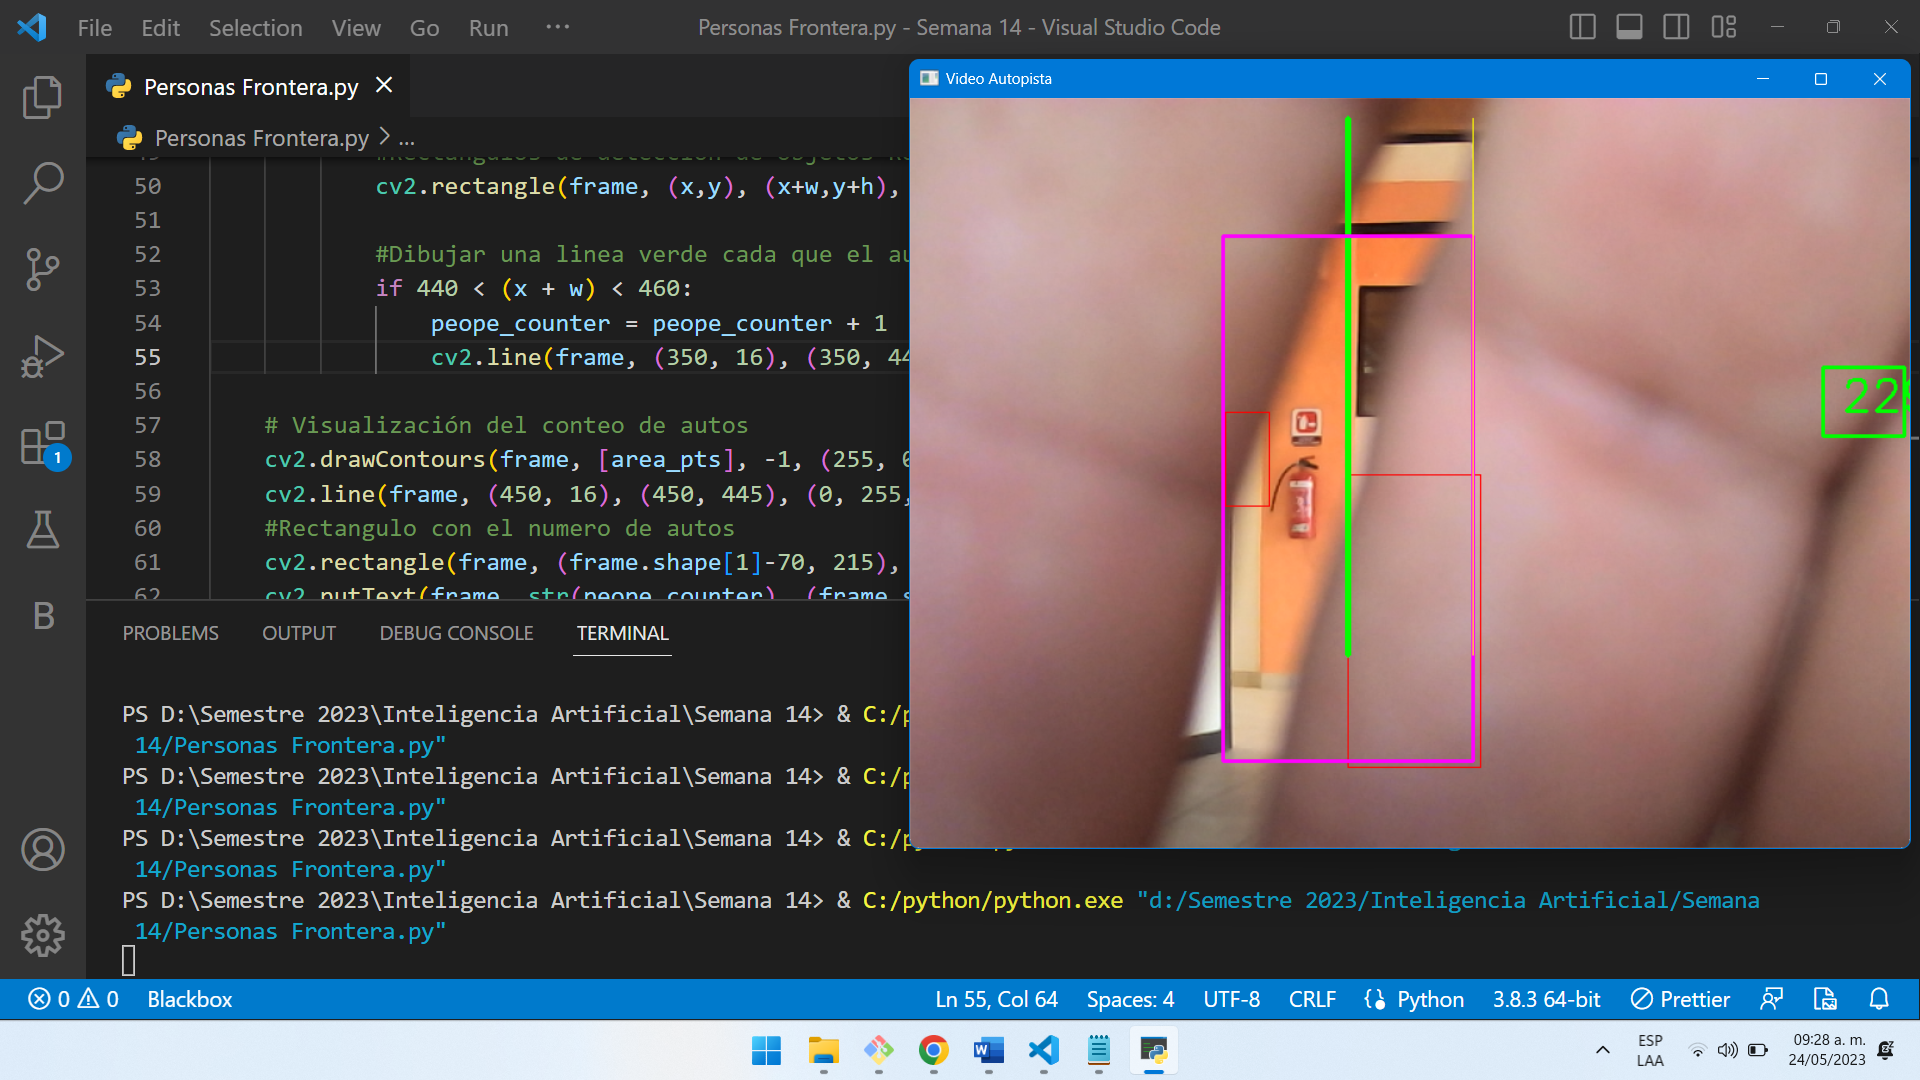 File Edit Selection View Go Run ···
Personas Frontera.py - Semana 14 - Visual Studio Code
Personas Frontera.py
Personas Frontera.py > ...
50 cv2.rectangle(frame, (x,y), (x+w,y+h),
51
52 #Dibujar una linea verde cada que el au
53 if 440 < (x + w) < 460:
54 peope_counter = peope_counter + 1
55 cv2.line(frame, (350, 16), (350, 44
56
57 # Visualización del conteo de autos
58 cv2.drawContours(frame, [area_pts], -1, (255, 0
59 cv2.line(frame, (450, 16), (450, 445), (0, 255,
60 #Rectangulo con el numero de autos
61 cv2.rectangle(frame, (frame.shape[1]-70, 215),
62 cv2.putText(frame, str(peope_counter), (frame.s
Video Autopista
22
1
B
PROBLEMS OUTPUT DEBUG CONSOLE TERMINAL
PS D:\Semestre 2023\Inteligencia Artificial\Semana 14> & C:/p
14/Personas Frontera.py"
PS D:\Semestre 2023\Inteligencia Artificial\Semana 14> & C:/p
14/Personas Frontera.py"
PS D:\Semestre 2023\Inteligencia Artificial\Semana 14> & C:/p
14/Personas Frontera.py"
PS D:\Semestre 2023\Inteligencia Artificial\Semana 14> & C:/python/python.exe "d:/Semestre 2023/Inteligencia Artificial/Semana
14/Personas Frontera.py"
0 0 Blackbox Ln 55, Col 64 Spaces: 4 UTF-8 CRLF Python 3.8.3 64-bit Prettier
ESP
LAA
09:28 a. m.
24/05/2023